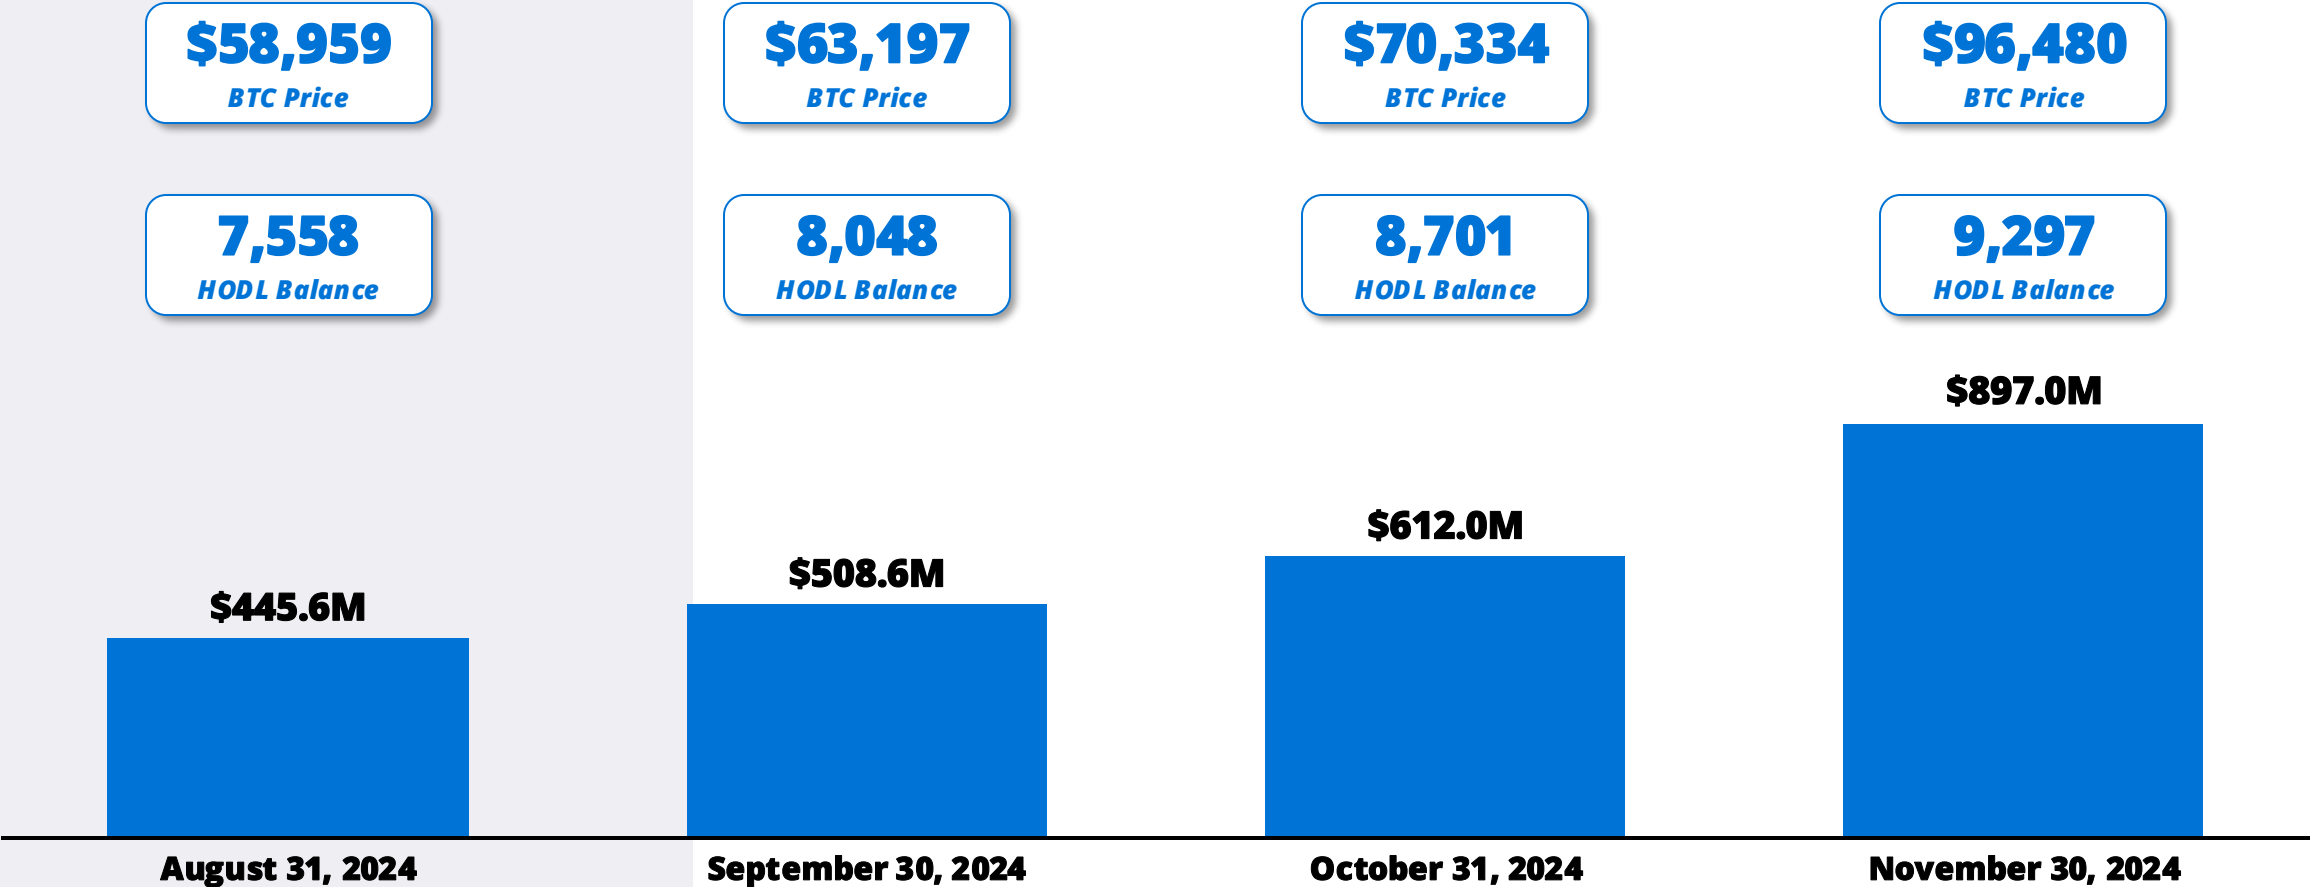 $58,959
BTC Price
$63,197
BTC Price
$70,334
BTC Price
$96,480
BTC Price
7,558
HODL Balance
8,048
HODL Balance
8,701
HODL Balance
9,297
HODL Balance
$445.6M
$508.6M
$612.0M
$897.0M
August 31, 2024
September 30, 2024
October 31, 2024
November 30, 2024